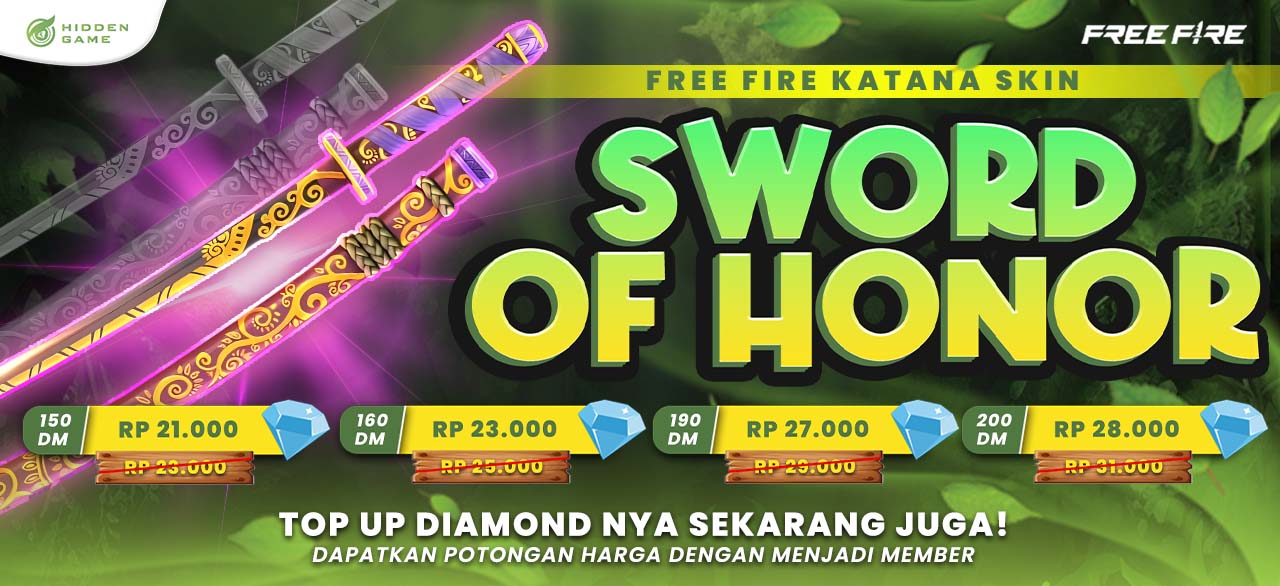 HIDDEN
GAME
FREE FIRE
FREE FIRE KATANA SKIN
SWORD
OF HONOR
150
DM
RP 21.000
RP 23.000
160
DM
RP 23.000
RP 25.000
190
DM
RP 27.000
RP 29.000
200
DM
RP 28.000
RP 31.000
TOP UP DIAMOND NYA SEKARANG JUGA!
DAPATKAN POTONGAN HARGA DENGAN MENJADI MEMBER